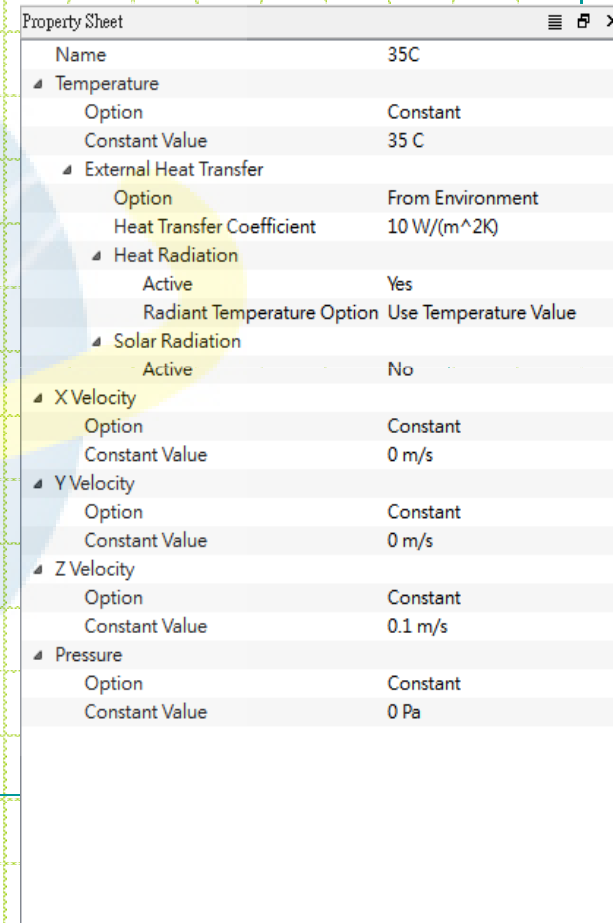 Property Sheet
Name 35C
Temperature
Option Constant
Constant Value 35 C
External Heat Transfer
Option From Environment
Heat Transfer Coefficient 10 W/(m^2K)
Heat Radiation
Active Yes
Radiant Temperature Option Use Temperature Value
Solar Radiation
Active No
X Velocity
Option Constant
Constant Value 0 m/s
Y Velocity
Option Constant
Constant Value 0 m/s
Z Velocity
Option Constant
Constant Value 0.1 m/s
Pressure
Option Constant
Constant Value 0 Pa